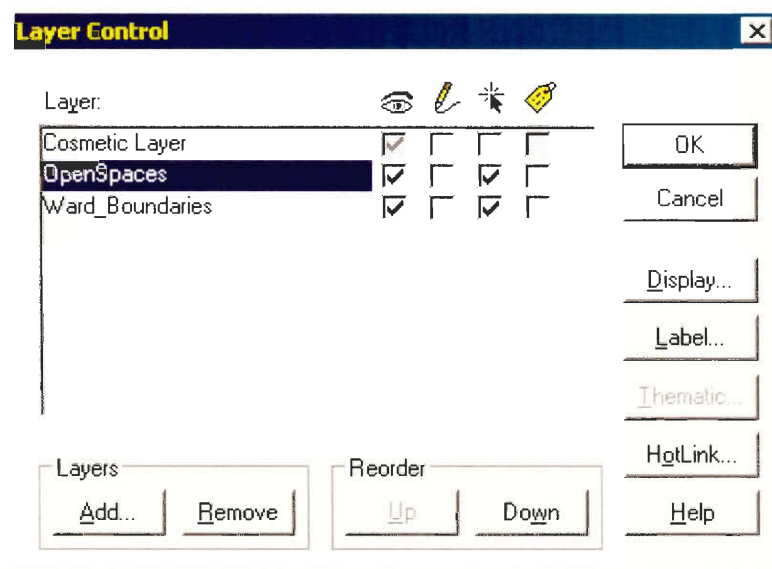 Layer Control
Layer:
Cosmetic Layer
OpenSpaces
Ward_Boundaries
OK
Cancel
Display...
Label...
Thematic...
HotLink...
Help
Layers
Add...
Remove
Reorder
Up
Down